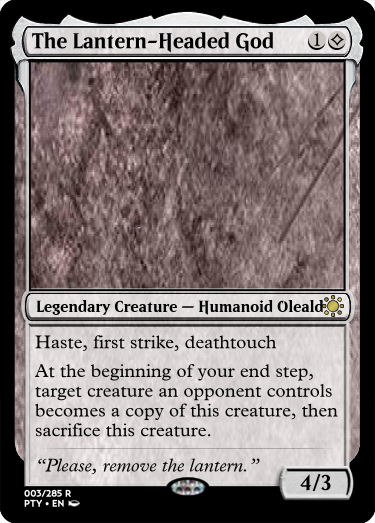 The Lantern-Headed God 1
Legendary Creature — Humanoid Oleald
Haste, first strike, deathtouch
At the beginning of your end step,
target creature an opponent controls
becomes a copy of this creature, then
sacrifice this creature.
“Please, remove the lantern.”
4/3
003/285 R
PTY • EN